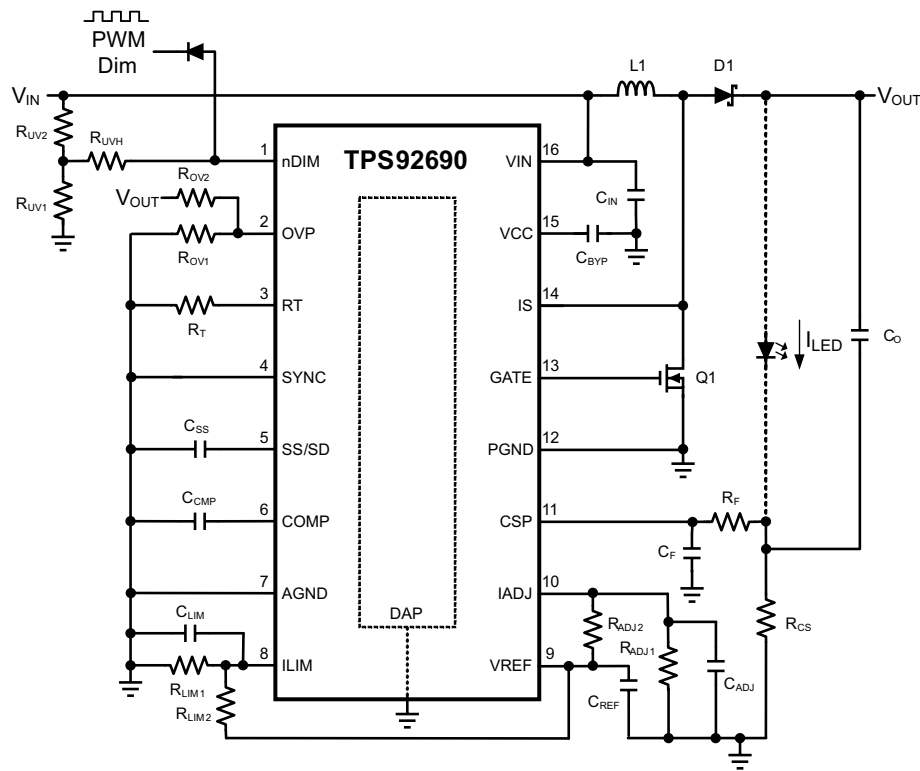 PWM
Dim
L1
D1
VIN
VOUT
RUV2
RUVH
RUV1
TPS92690
1
nDIM
VIN
16
ROV2
VOUT
CIN
2
OVP
VCC
15
ROV1
CBYP
3
RT
IS
14
RT
ILED
CO
4
SYNC
GATE
13
Q1
CSS
5
SS/SD
PGND
12
CCMP
RF
6
COMP
CSP
11
CF
7
AGND
IADJ
10
CLIM
DAP
RADJ2
RCS
RADJ1
8
ILIM
VREF
9
RLIM1
CREF
CADJ
RLIM2